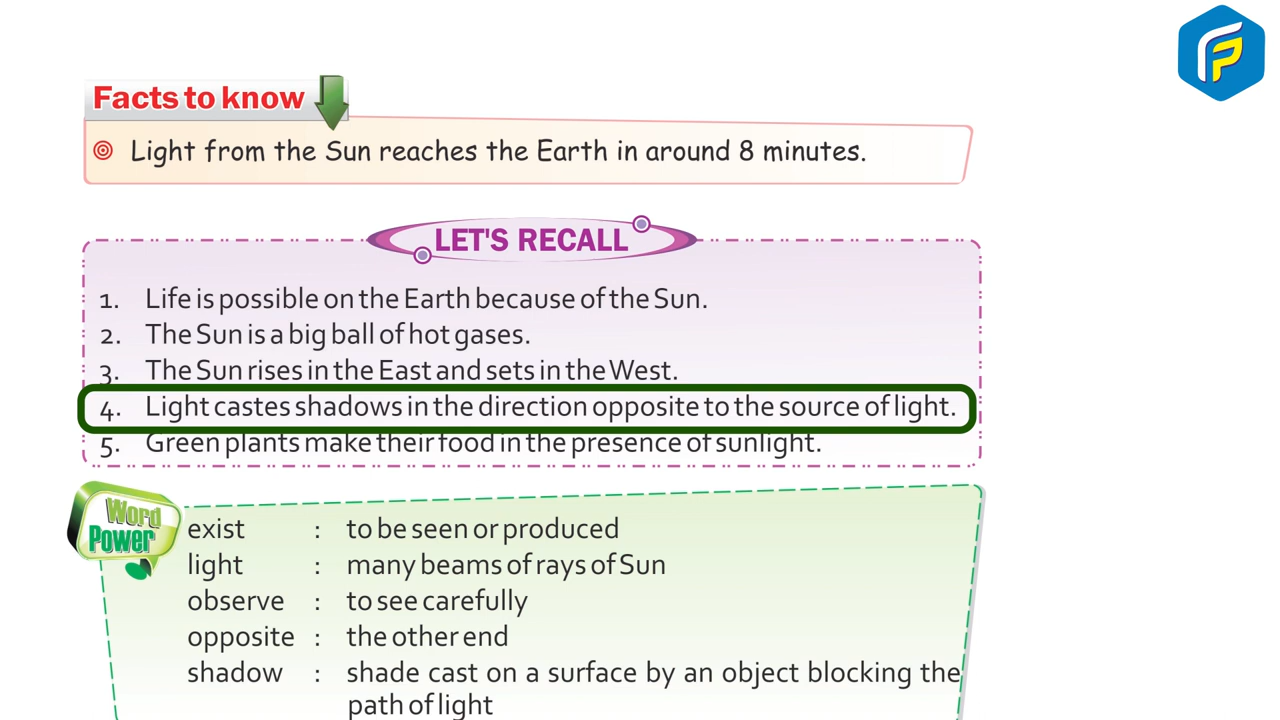 Facts to know
Light from the Sun reaches the Earth in around 8 minutes.
LET'S RECALL
1. Life is possible on the Earth because of the Sun.
2. The Sun is a big ball of hot gases.
3. The Sun rises in the East and sets in the West.
4. Light castes shadows in the direction opposite to the source of light.
5. Green plants make their food in the presence of sunlight.
Word
Power
exist : to be seen or produced
light : many beams of rays of Sun
observe : to see carefully
opposite : the other end
shadow : shade cast on a surface by an object blocking the
path of light